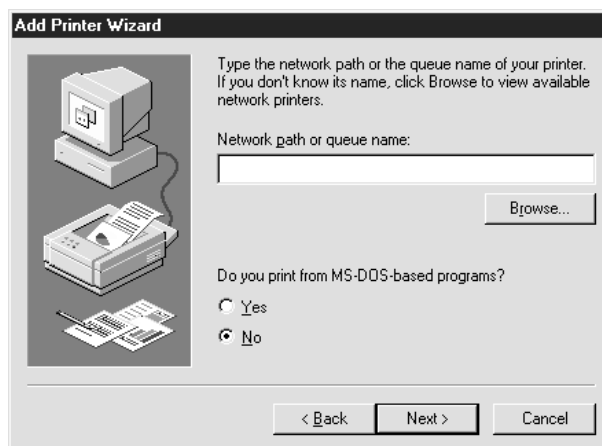 Add Printer Wizard
Type the network path or the queue name of your printer.
If you don't know its name, click Browse to view available
network printers.
Network path or queue name:
Browse...
Do you print from MS-DOS-based programs?
Yes
No
< Back
Next >
Cancel